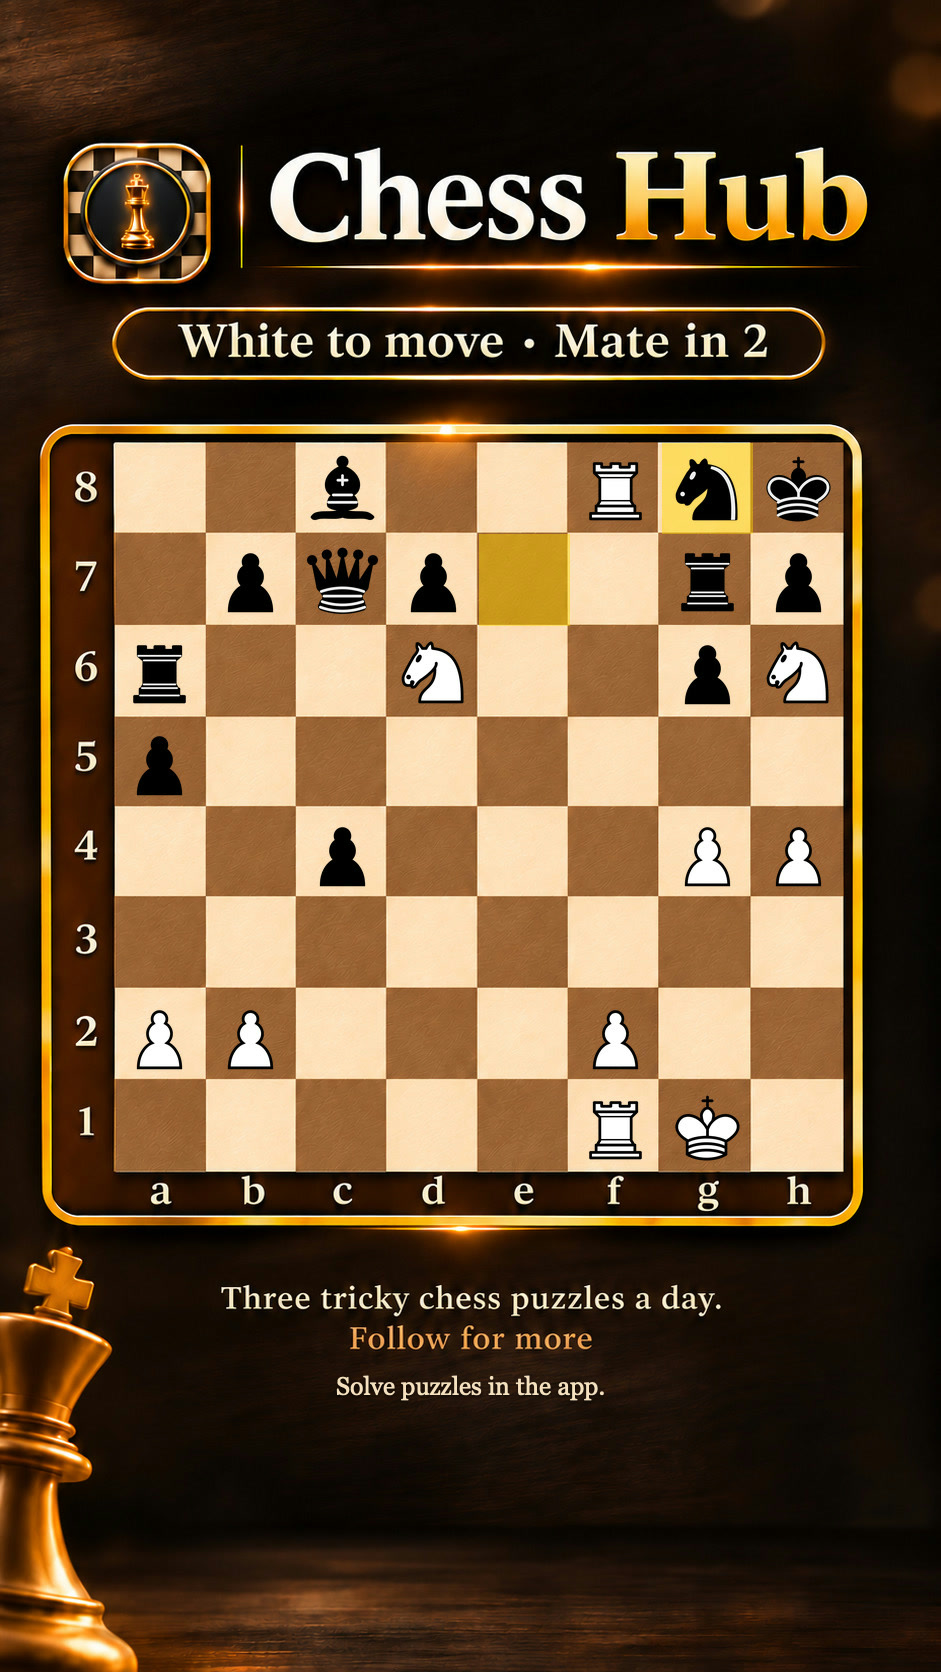 Chess Hub
White to move • Mate in 2
8
7
6
5
4
3
2
1
a b c d e f g h
Three tricky chess puzzles a day.
Follow for more
Solve puzzles in the app.